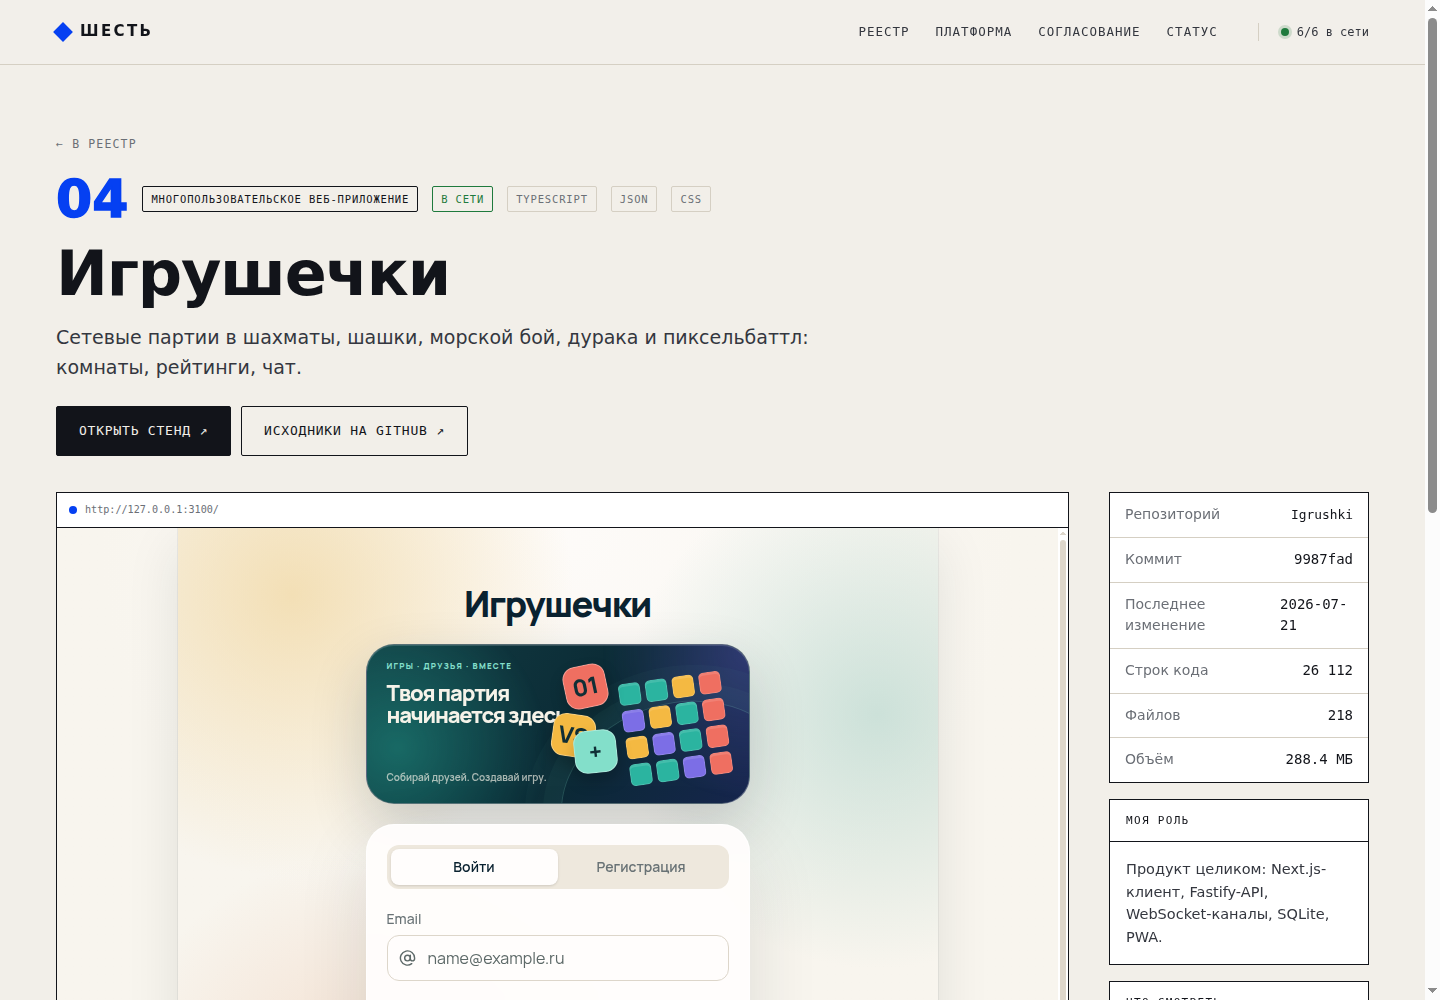 ШЕСТЬ
РЕЕСТР ПЛАТФОРМА СОГЛАСОВАНИЕ СТАТУС 6/6 в сети
← В РЕЕСТР
04 МНОГОПОЛЬЗОВАТЕЛЬСКОЕ ВЕБ-ПРИЛОЖЕНИЕ В СЕТИ TYPESCRIPT JSON CSS
Игрушечки
Сетевые партии в шахматы, шашки, морской бой, дурака и пиксельбаттл:
комнаты, рейтинги, чат.
ОТКРЫТЬ СТЕНД ↗ ИСХОДНИКИ НА GITHUB ↗
http://127.0.0.1:3100/
Игрушечки
ИГРЫ · ДРУЗЬЯ · ВМЕСТЕ
Твоя партия
начинается здесь
01
+
Собирай друзей. Создавай игру.
Войти Регистрация
Email
name@example.ru
Репозиторий Igrushki
Коммит 9987fad
Последнее 2026-07-
изменение 21
Строк кода 26 112
Файлов 218
Объём 288.4 МБ
МОЯ РОЛЬ
Продукт целиком: Next.js-
клиент, Fastify-API,
WebSocket-каналы, SQLite,
PWA.